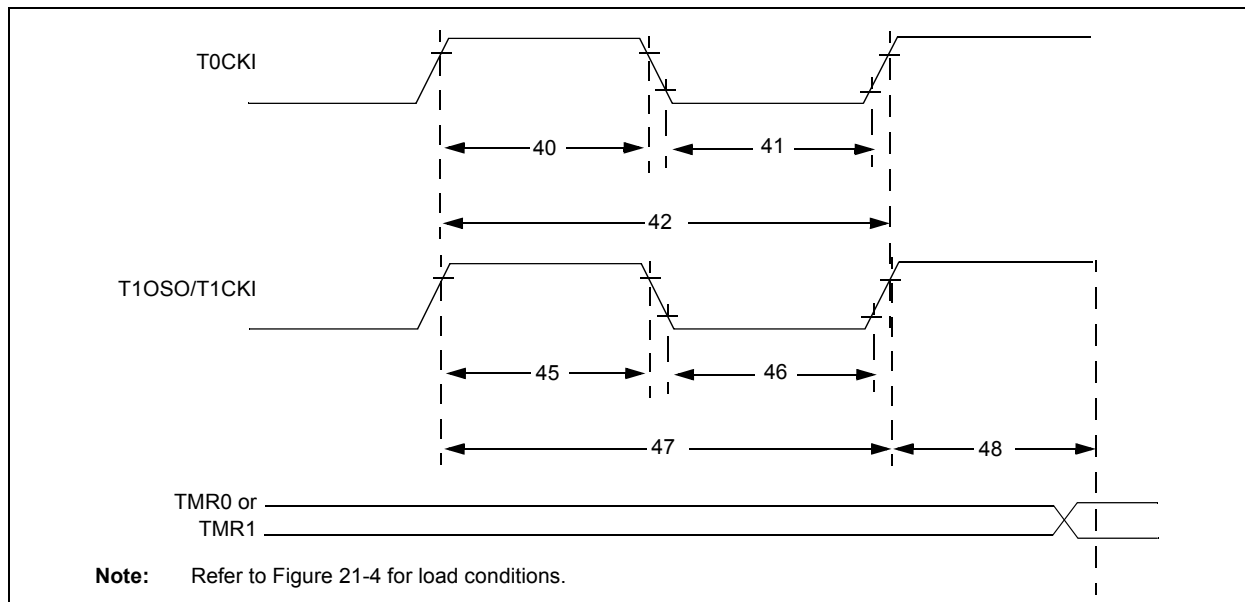 T0CKI
40
41
42
T1OSO/T1CKI
45
46
47
48
TMR0 or
TMR1
Note: Refer to Figure 21-4 for load conditions.